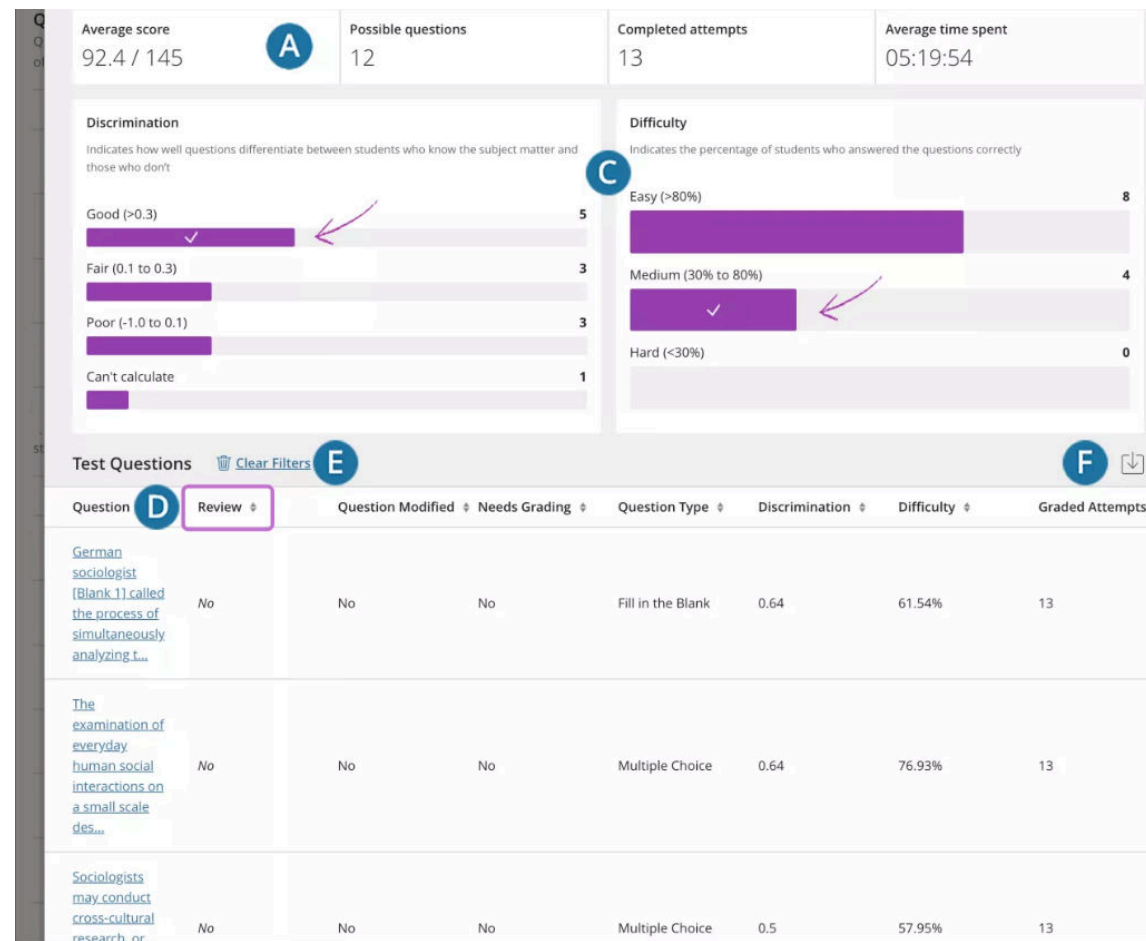 Average score
92.4 / 145
A
Possible questions
12
Completed attempts
13
Average time spent
05:19:54
Discrimination
Indicates how well questions differentiate between students who know the subject matter and
those who don't
Good (>0.3) 5
Fair (0.1 to 0.3) 3
Poor (-1.0 to 0.1) 3
Can't calculate 1
C
Difficulty
Indicates the percentage of students who answered the questions correctly
Easy (>80%) 8
Medium (30% to 80%) 4
Hard (<30%) 0
Test Questions Clear Filters E F
Question D Review Question Modified Needs Grading Question Type Discrimination Difficulty Graded Attempts
German
sociologist
[Blank 1] called
the process of
simultaneously
analyzing t...
No No No Fill in the Blank 0.64 61.54% 13
The
examination of
everyday
human social
interactions on
a small scale
des...
No No No Multiple Choice 0.64 76.93% 13
Sociologists
may conduct
cross-cultural
research, or
No No No Multiple Choice 0.5 57.95% 13